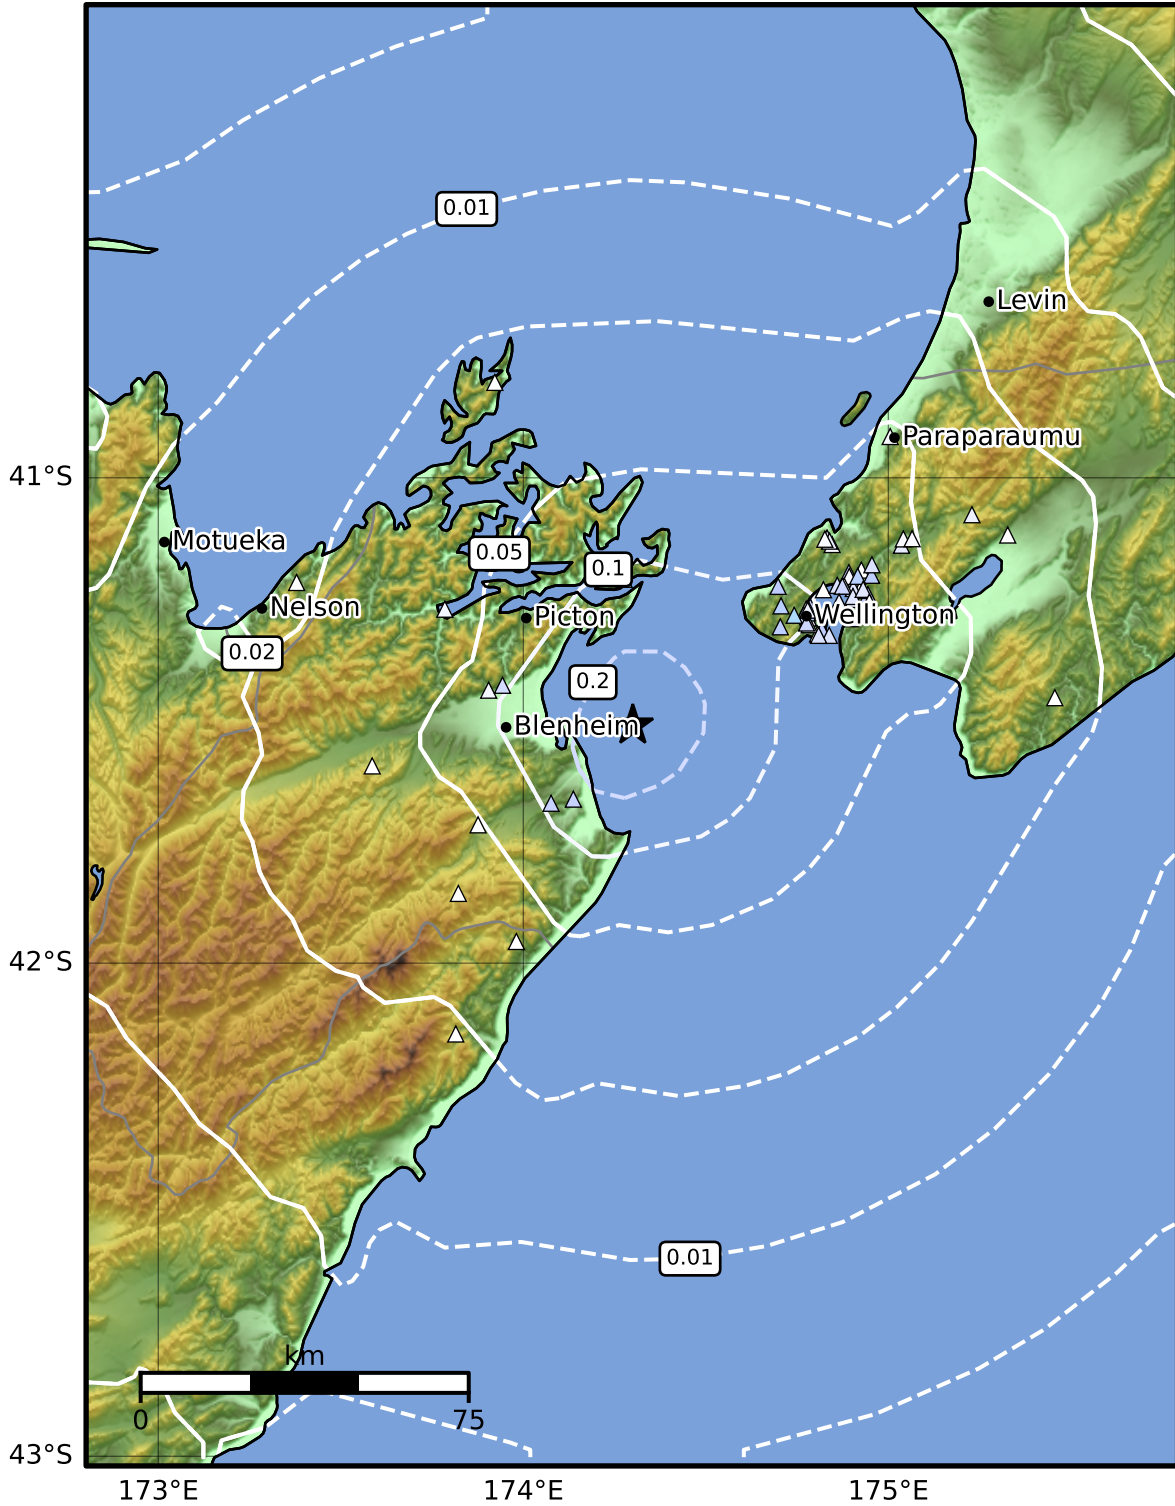 0.01
Levin
Paraparaumu
41°S
Motueka
0.05
0.1
Nelson
Picton
Wellington
0.02
0.2
Blenheim
42°S
0.01
km
0 75
43°S
173°E 174°E 175°E